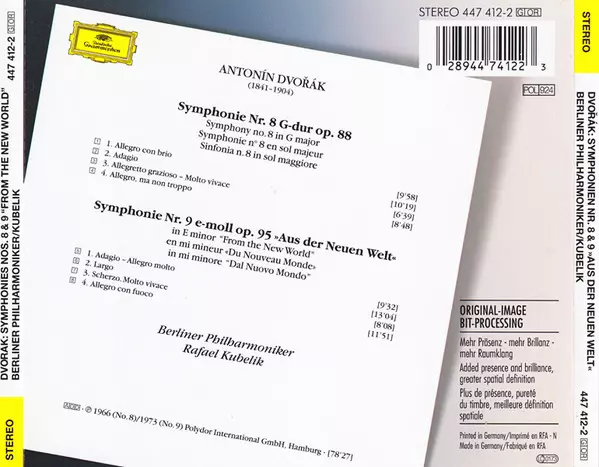 STEREO 447 412-2 GI OR
Deutsche
Grammophon
0 28944 74122 3
POL 924
ANTONÍN DVOŘÁK
(1841-1904)
Symphonie Nr. 8 G-dur op. 88
Symphony no. 8 in G major
Symphonie n° 8 en sol majeur
Sinfonia n. 8 in sol maggiore
1. Allegro con brio [9'58]
2. Adagio [10'19]
3. Allegretto grazioso – Molto vivace [6'39]
4. Allegro, ma non troppo [8'48]
Symphonie Nr. 9 e-moll op. 95 »Aus der Neuen Welt«
in E minor "From the New World"
en mi mineur «Du Nouveau Monde»
in mi minore "Dal Nuovo Mondo"
1. Adagio – Allegro molto [9'32]
2. Largo [13'04]
3. Scherzo. Molto vivace [8'08]
4. Allegro con fuoco [11'51]
Berliner Philharmoniker
Rafael Kubelik
ADD ℗ 1966 (No. 8)/1973 (No. 9) Polydor International GmbH, Hamburg · [78'27]
ORIGINAL-IMAGE
BIT-PROCESSING
Mehr Präsenz · mehr Brillanz ·
mehr Raumklang
Added presence and brilliance,
greater spatial definition
Plus de présence, pureté
du timbre, meilleure définition
spatiale
Printed in Germany/Imprimé en RFA - N
Made in Germany/Fabriqué en RFA
DVOŘÁK: SYMPHONIES NOS. 8 & 9 "FROM THE NEW WORLD"
BERLINER PHILHARMONIKER/KUBELIK
447 412-2 GI OR
STEREO
STEREO
DVOŘÁK: SYMPHONIEN NR. 8 & 9 »AUS DER NEUEN WELT«
BERLINER PHILHARMONIKER/KUBELIK
447 412-2 GI OR